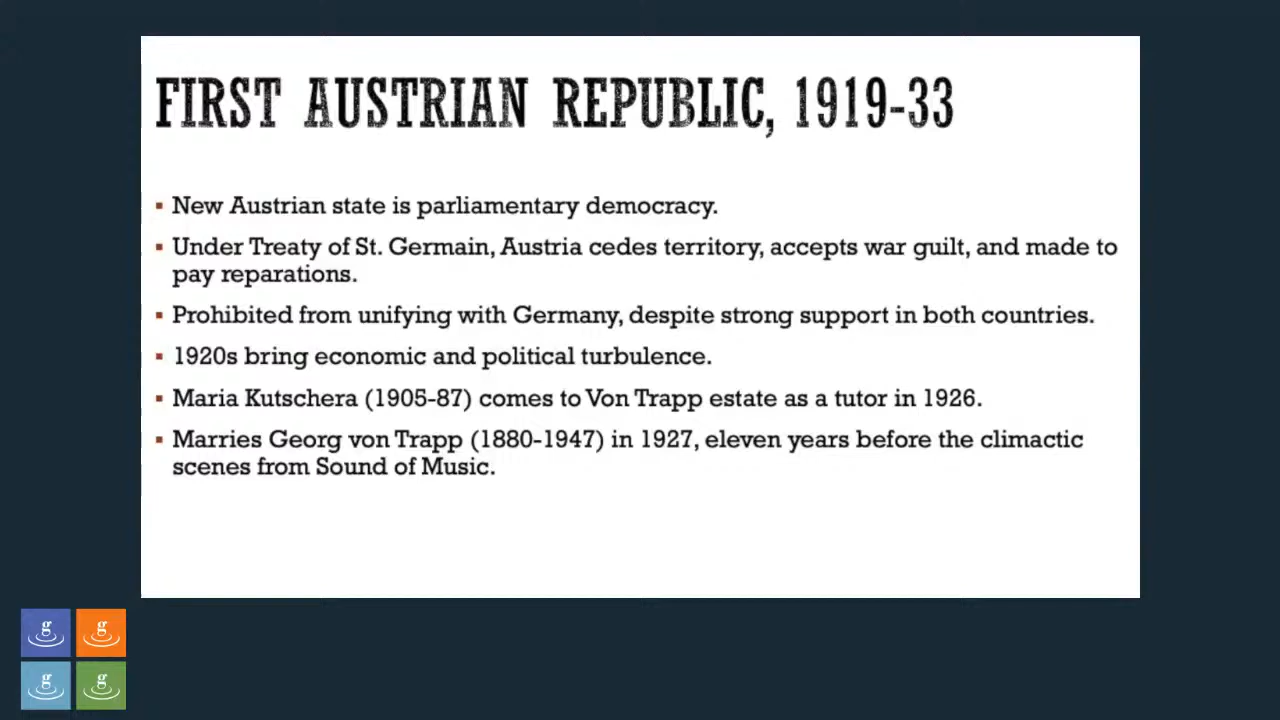 FIRST AUSTRIAN REPUBLIC, 1919-33
▪ New Austrian state is parliamentary democracy.
▪ Under Treaty of St. Germain, Austria cedes territory, accepts war guilt, and made to
pay reparations.
▪ Prohibited from unifying with Germany, despite strong support in both countries.
▪ 1920s bring economic and political turbulence.
▪ Maria Kutschera (1905-87) comes to Von Trapp estate as a tutor in 1926.
▪ Marries Georg von Trapp (1880-1947) in 1927, eleven years before the climactic
scenes from Sound of Music.
g g
g g